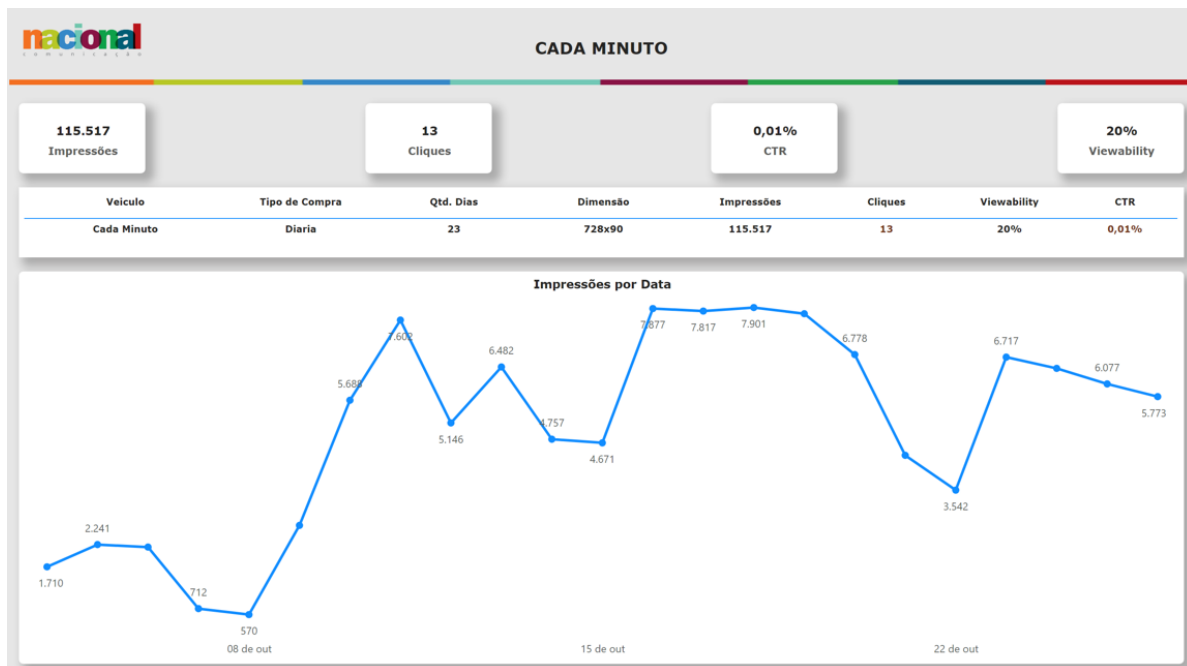 nacional
comunicação
CADA MINUTO
115.517
Impressões
13
Cliques
0,01%
CTR
20%
Viewability
Veiculo Tipo de Compra Qtd. Dias Dimensão Impressões Cliques Viewability CTR
Cada Minuto Diaria 23 728x90 115.517 13 20% 0,01%
Impressões por Data
1.710
2.241
712
570
5.688
7.602
5.146
6.482
4.757
4.671
7.877
7.817
7.901
6.778
3.542
6.717
6.077
5.773
08 de out 15 de out 22 de out